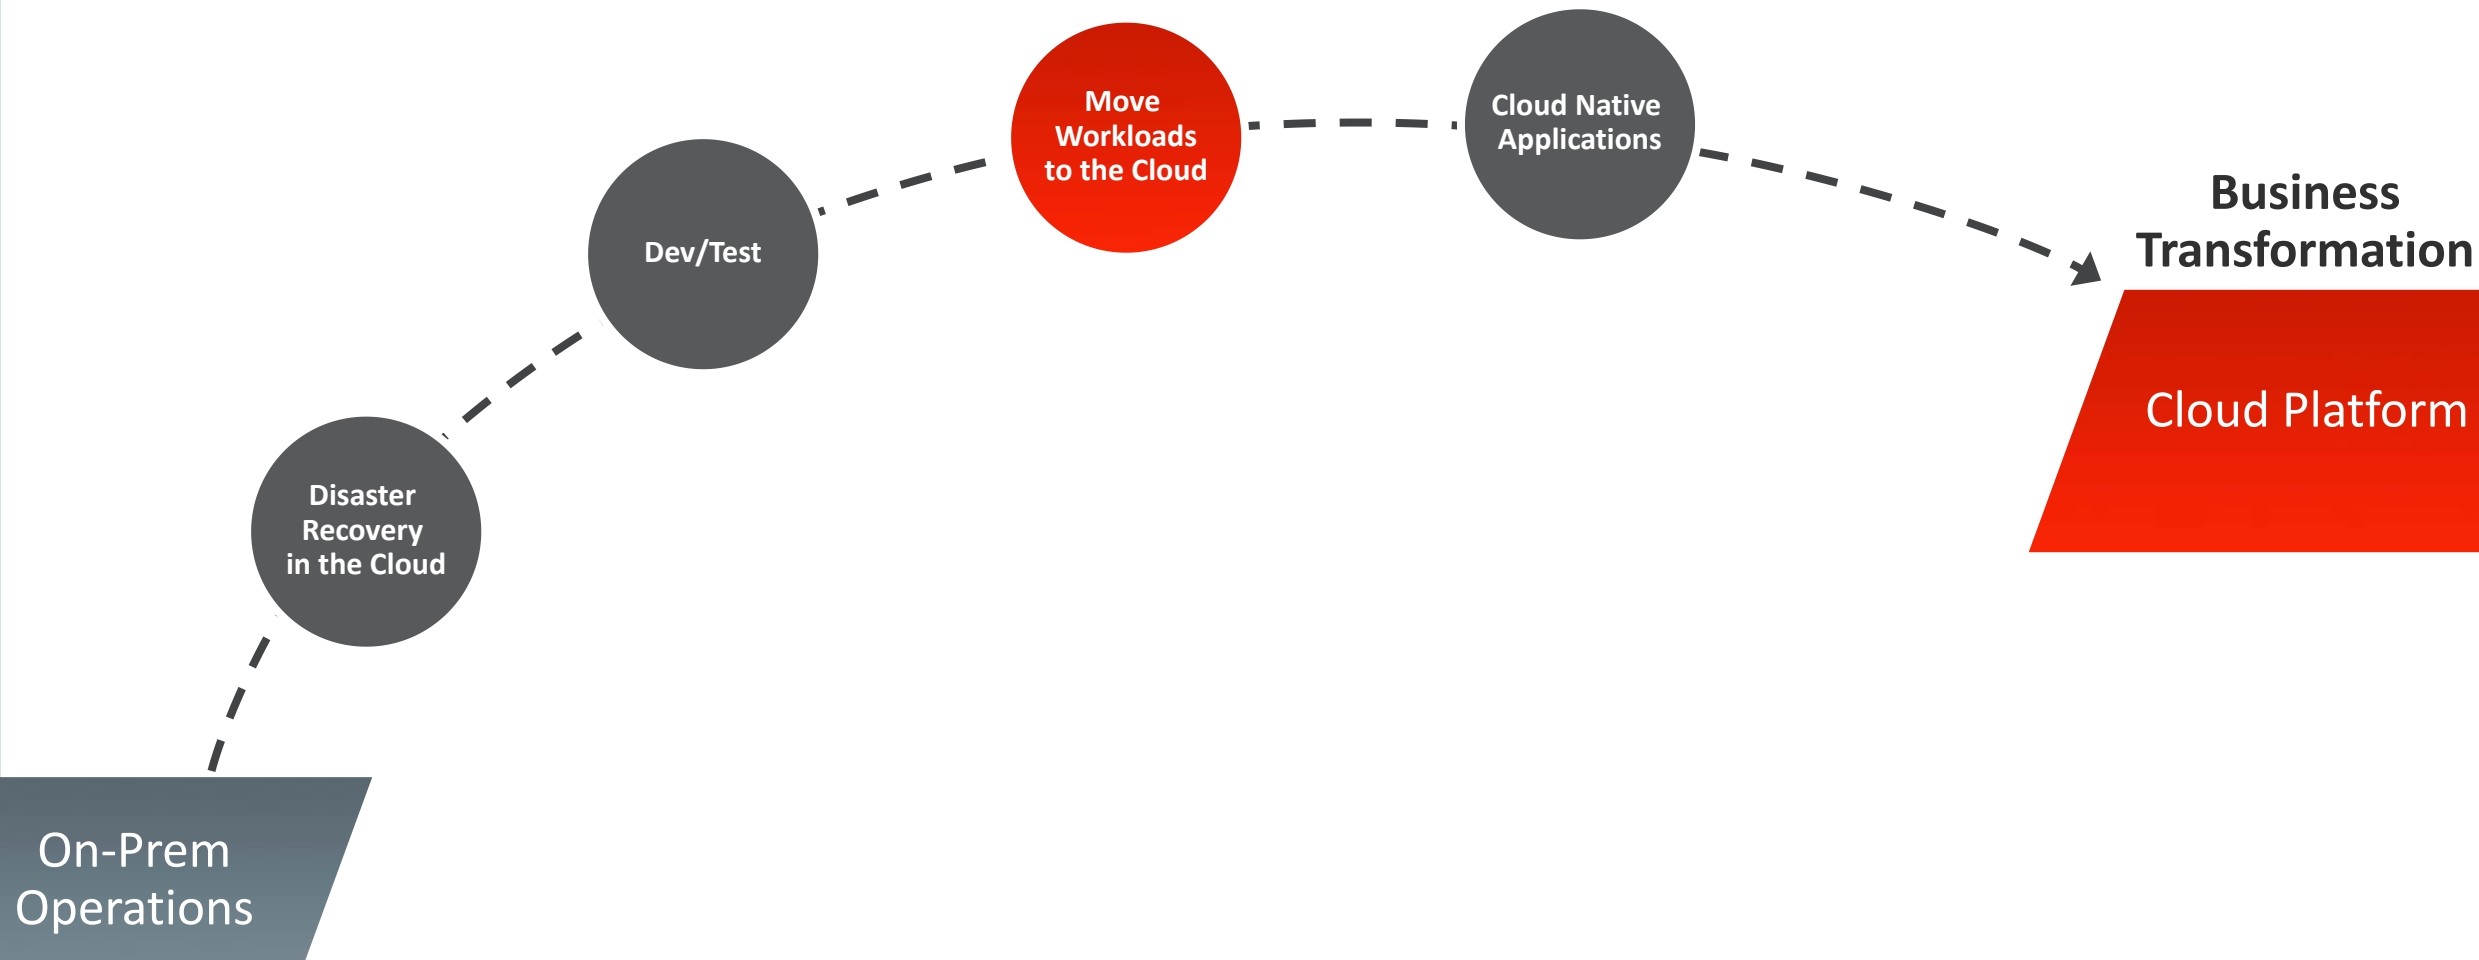 Move
Workloads
to the Cloud
Cloud Native
Applications
Business
Transformation
Dev/Test
Cloud Platform
Disaster
Recovery
in the Cloud
On-Prem
Operations